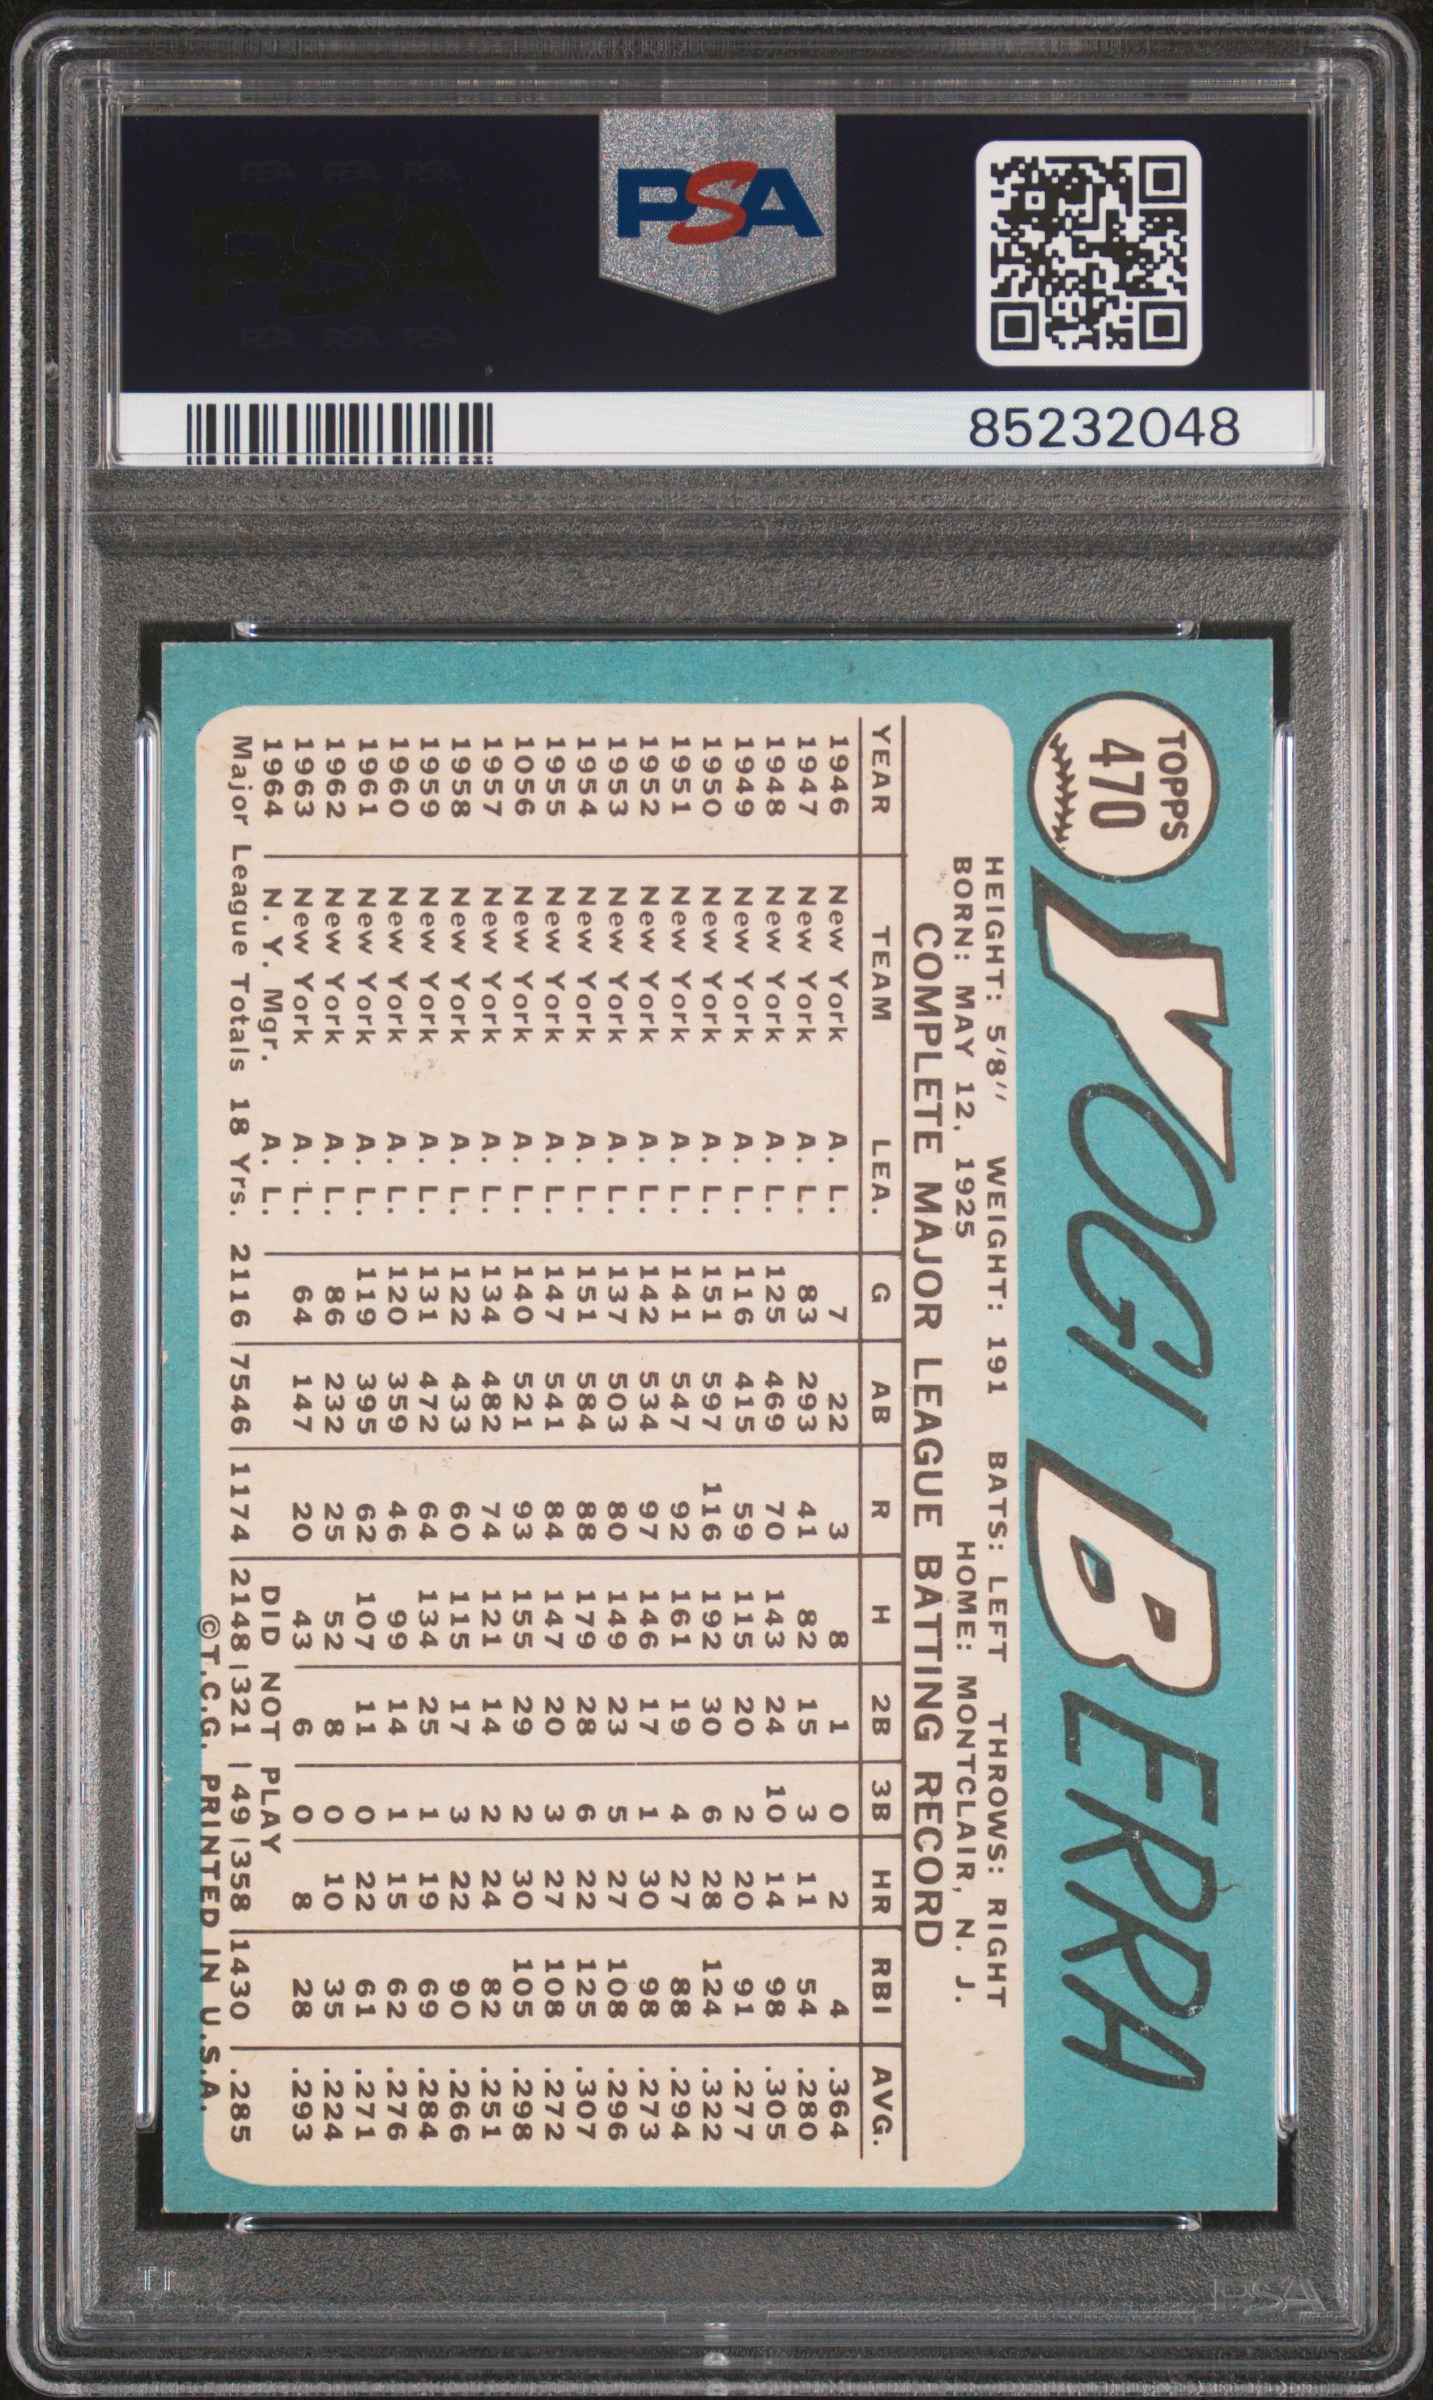 PSA PSA PSA
PSA
PSA PSA PSA
PSA
85232048
TOPPS
470
YOGI BERRA
HEIGHT: 5'8" WEIGHT: 191 BATS: LEFT THROWS: RIGHT
BORN: MAY 12, 1925 HOME: MONTCLAIR, N. J.
COMPLETE MAJOR LEAGUE BATTING RECORD
YEAR TEAM LEA. G AB R H 2B 3B HR RBI AVG.
1946 New York A. L. 7 22 3 8 1 0 2 4 .364
1947 New York A. L. 83 293 41 82 15 3 11 54 .280
1948 New York A. L. 125 469 70 143 24 10 14 98 .305
1949 New York A. L. 116 415 59 115 20 2 20 91 .277
1950 New York A. L. 151 597 116 192 30 6 28 124 .322
1951 New York A. L. 141 547 92 161 19 4 27 88 .294
1952 New York A. L. 142 534 97 146 17 1 30 98 .273
1953 New York A. L. 137 503 80 149 23 5 27 108 .296
1954 New York A. L. 151 584 88 179 28 6 22 125 .307
1955 New York A. L. 147 541 84 147 20 3 27 108 .272
1056 New York A. L. 140 521 93 155 29 2 30 105 .298
1957 New York A. L. 134 482 74 121 14 2 24 82 .251
1958 New York A. L. 122 433 60 115 17 3 22 90 .266
1959 New York A. L. 131 472 64 134 25 1 19 69 .284
1960 New York A. L. 120 359 46 99 14 1 15 62 .276
1961 New York A. L. 119 395 62 107 11 0 22 61 .271
1962 New York A. L. 86 232 25 52 8 0 10 35 .224
1963 New York A. L. 64 147 20 43 6 0 8 28 .293
1964 N. Y. Mgr. A. L. DID NOT PLAY
Major League Totals 18 Yrs. 2116 7546 1174 2148 321 49 358 1430 .285
©T.C.G. PRINTED IN U.S.A.
PSA